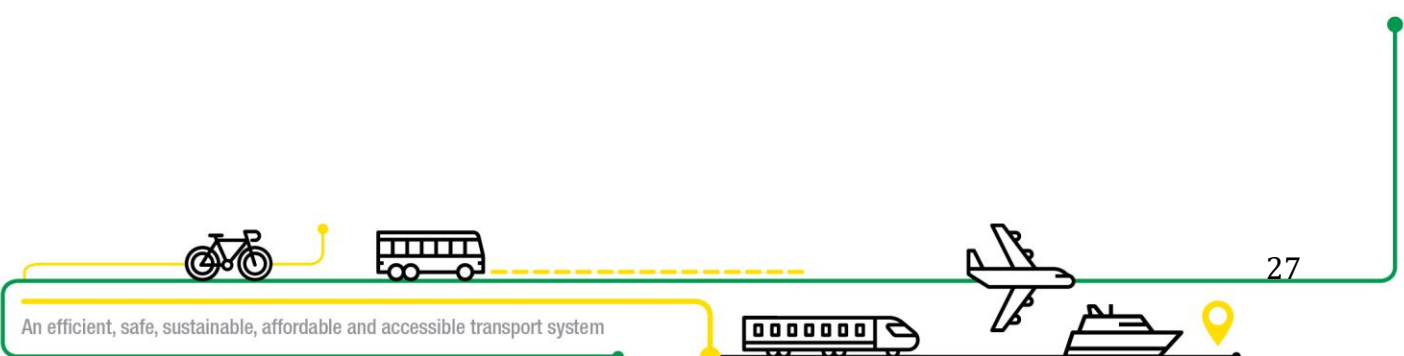 27
An efficient, safe, sustainable, affordable and accessible transport system